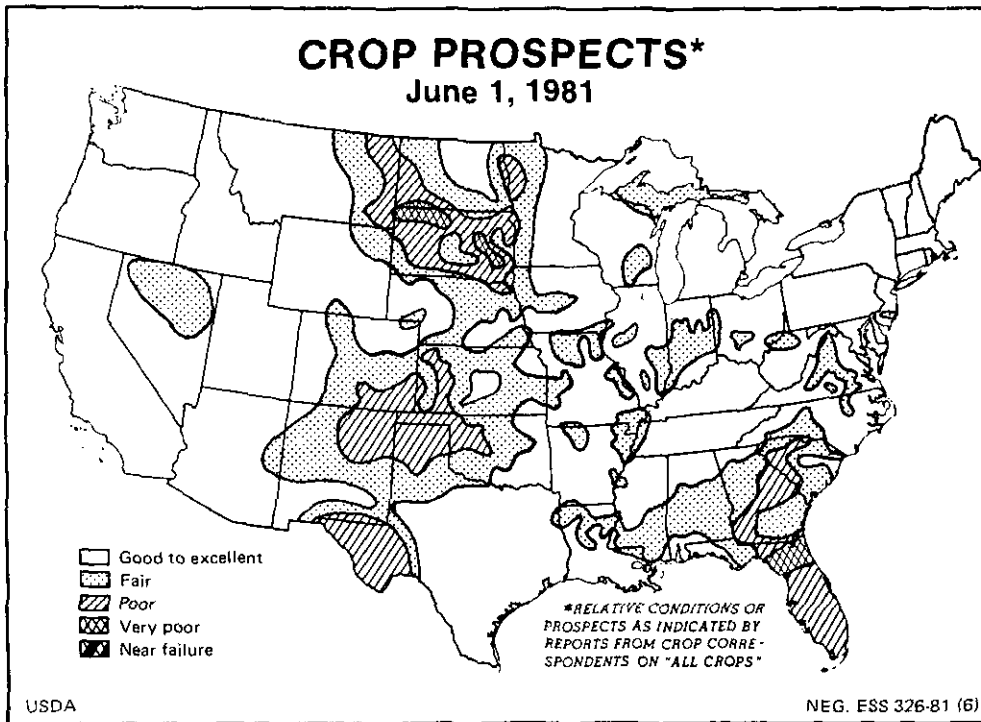 CROP PROSPECTS*
June 1, 1981
Good to excellent
Fair
Poor
Very poor
Near failure
*RELATIVE CONDITIONS OR
PROSPECTS AS INDICATED BY
REPORTS FROM CROP CORRE-
SPONDENTS ON "ALL CROPS"
USDA
NEG. ESS 326-81 (6)